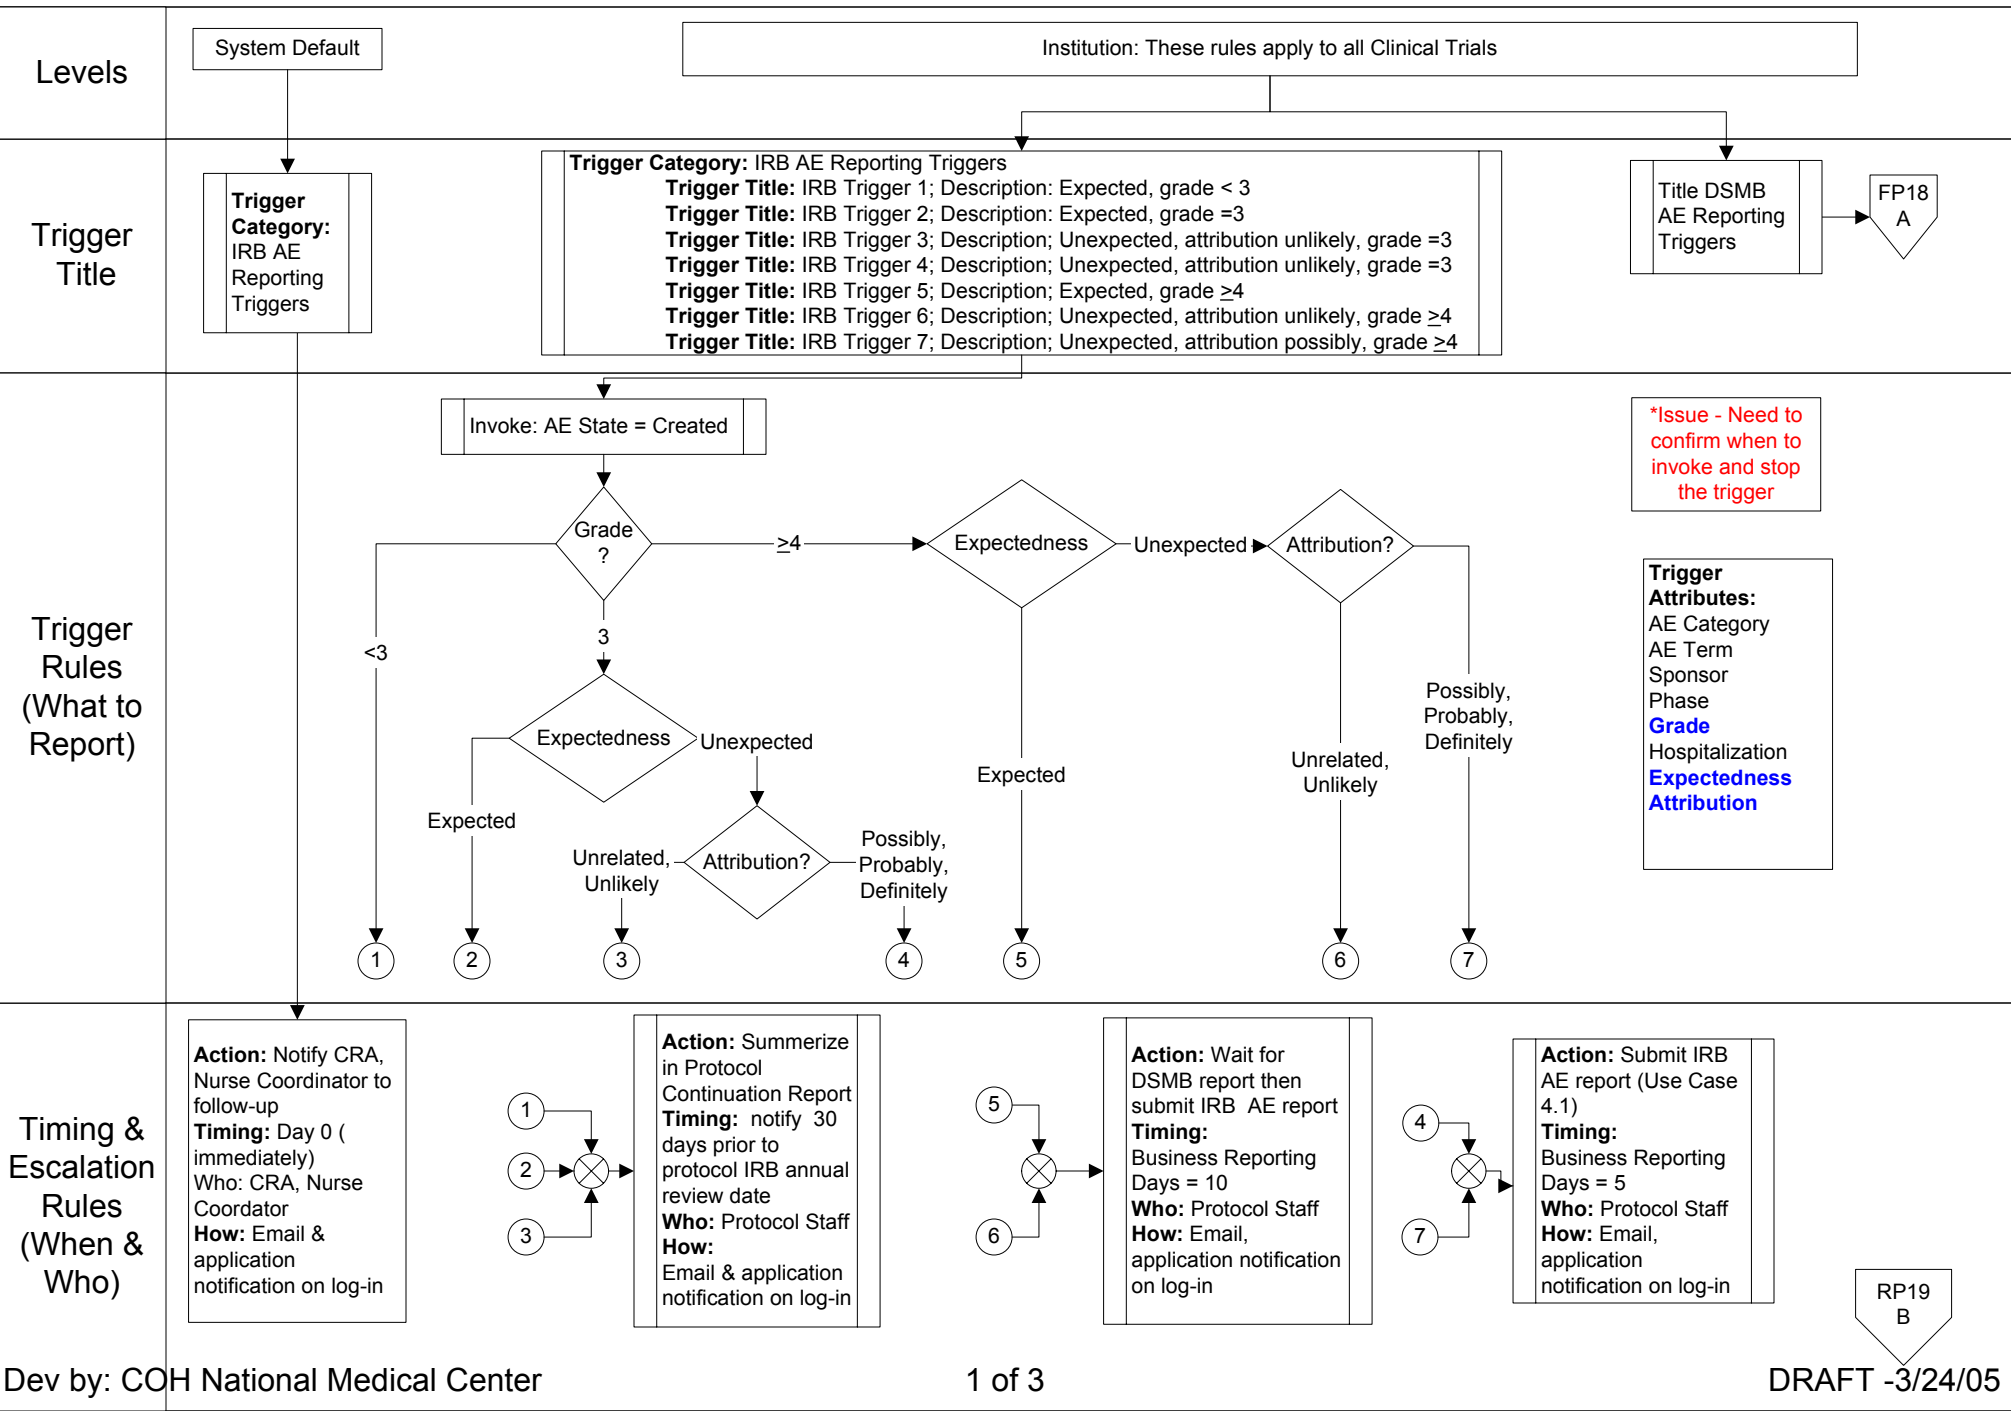 Levels
System Default
Institution: These rules apply to all Clinical Trials
Trigger
Title
Trigger
Category:
IRB AE
Reporting
Triggers
Trigger Category: IRB AE Reporting Triggers
Trigger Title: IRB Trigger 1; Description: Expected, grade < 3
Trigger Title: IRB Trigger 2; Description: Expected, grade =3
Trigger Title: IRB Trigger 3; Description; Unexpected, attribution unlikely, grade =3
Trigger Title: IRB Trigger 4; Description; Unexpected, attribution unlikely, grade =3
Trigger Title: IRB Trigger 5; Description; Expected, grade ≥4
Trigger Title: IRB Trigger 6; Description; Unexpected, attribution unlikely, grade ≥4
Trigger Title: IRB Trigger 7; Description; Unexpected, attribution possibly, grade ≥4
Title DSMB
AE Reporting
Triggers
FP18
A
Trigger
Rules
(What to
Report)
Invoke: AE State = Created
Grade
?
<3
3
≥4
Expectedness
Unexpected
Attribution?
Expectedness
Unexpected
Expected
Attribution?
Unrelated,
Unlikely
Possibly,
Probably,
Definitely
Expected
Unrelated,
Unlikely
Possibly,
Probably,
Definitely
1
2
3
4
5
6
7
*Issue - Need to
confirm when to
invoke and stop
the trigger
Trigger
Attributes:
AE Category
AE Term
Sponsor
Phase
Grade
Hospitalization
Expectedness
Attribution
Timing &
Escalation
Rules
(When &
Who)
Action: Notify CRA,
Nurse Coordinator to
follow-up
Timing: Day 0 (
immediately)
Who: CRA, Nurse
Coordator
How: Email &
application
notification on log-in
1
2
3
Action: Summerize
in Protocol
Continuation Report
Timing: notify 30
days prior to
protocol IRB annual
review date
Who: Protocol Staff
How:
Email & application
notification on log-in
5
6
Action: Wait for
DSMB report then
submit IRB AE report
Timing:
Business Reporting
Days = 10
Who: Protocol Staff
How: Email,
application notification
on log-in
4
7
Action: Submit IRB
AE report (Use Case
4.1)
Timing:
Business Reporting
Days = 5
Who: Protocol Staff
How: Email,
application
notification on log-in
RP19
B
Dev by: COH National Medical Center
1 of 3
DRAFT -3/24/05